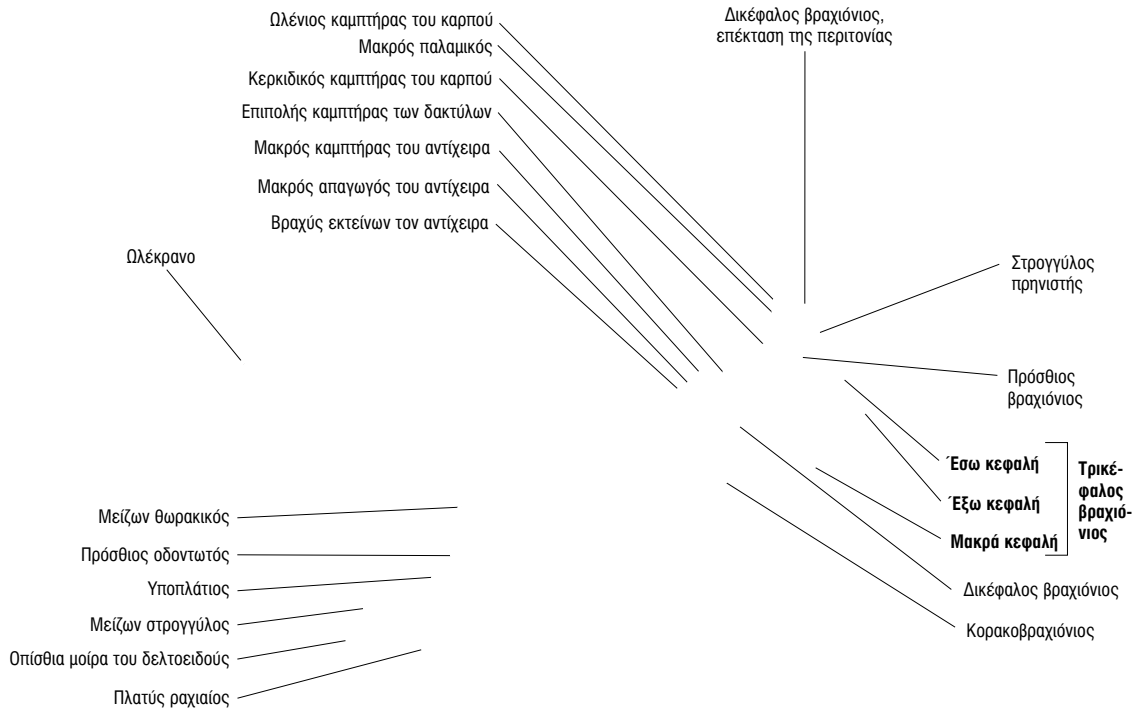 Ωλένιος καμπτήρας του καρπού
Μακρός παλαμικός
Κερκιδικός καμπτήρας του καρπού
Επιπολής καμπτήρας των δακτύλων
Μακρός καμπτήρας του αντίχειρα
Μακρός απαγωγός του αντίχειρα
Βραχύς εκτείνων τον αντίχειρα
Δικέφαλος βραχιόνιος,
επέκταση της περιτονίας
Ωλέκρανο
Στρογγύλος
πρηνιστής
Πρόσθιος
βραχιόνιος
Έσω κεφαλή
Έξω κεφαλή
Μακρά κεφαλή
Τρικέ-
φαλος
βραχιό-
νιος
Δικέφαλος βραχιόνιος
Κορακοβραχιόνιος
Μείζων θωρακικός
Πρόσθιος οδοντωτός
Υποπλάτιος
Μείζων στρογγύλος
Οπίσθια μοίρα του δελτοειδούς
Πλατύς ραχιαίος